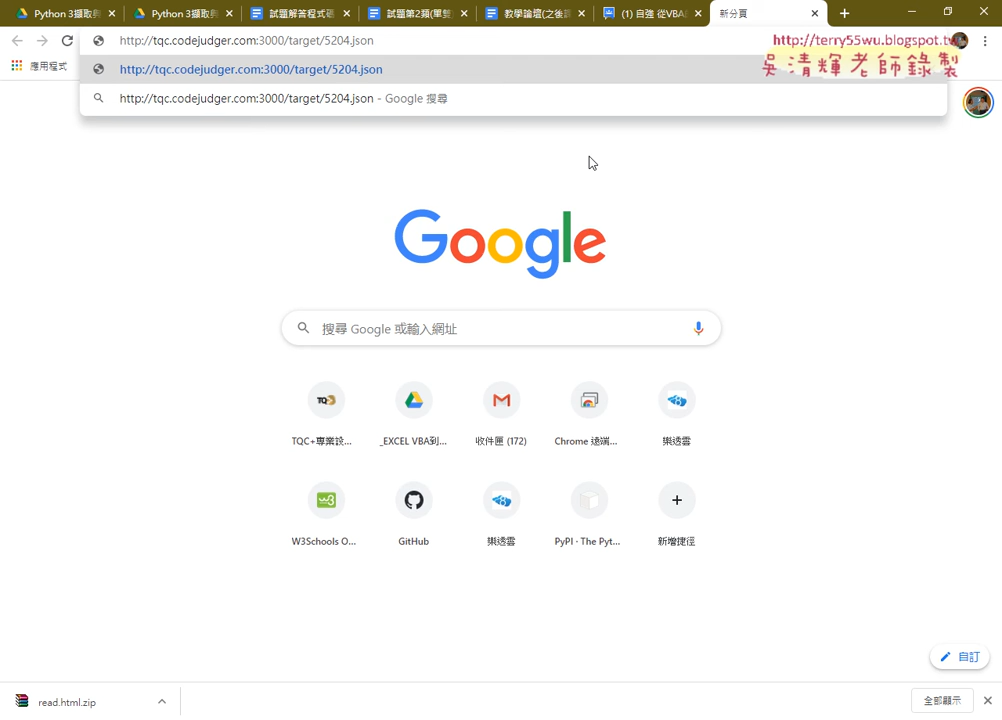 Python 3擷取與
Python 3擷取與
試題解答程式碼
試題第2類(單雙
教學論壇(之後課
(1) 自強 從VBA
新分頁
http://tqc.codejudger.com:3000/target/5204.json
http://terry55wu.blogspot.tw
吳清輝老師錄製
應用程式
http://tqc.codejudger.com:3000/target/5204.json
http://tqc.codejudger.com:3000/target/5204.json - Google 搜尋
Google
搜尋 Google 或輸入網址
TQC+專業設...
_EXCEL VBA到...
收件匣 (172)
Chrome 遠端...
樂透雲
W3Schools O...
GitHub
樂透雲
PyPI · The Pyt...
新增捷徑
自訂
read.html.zip
全部顯示